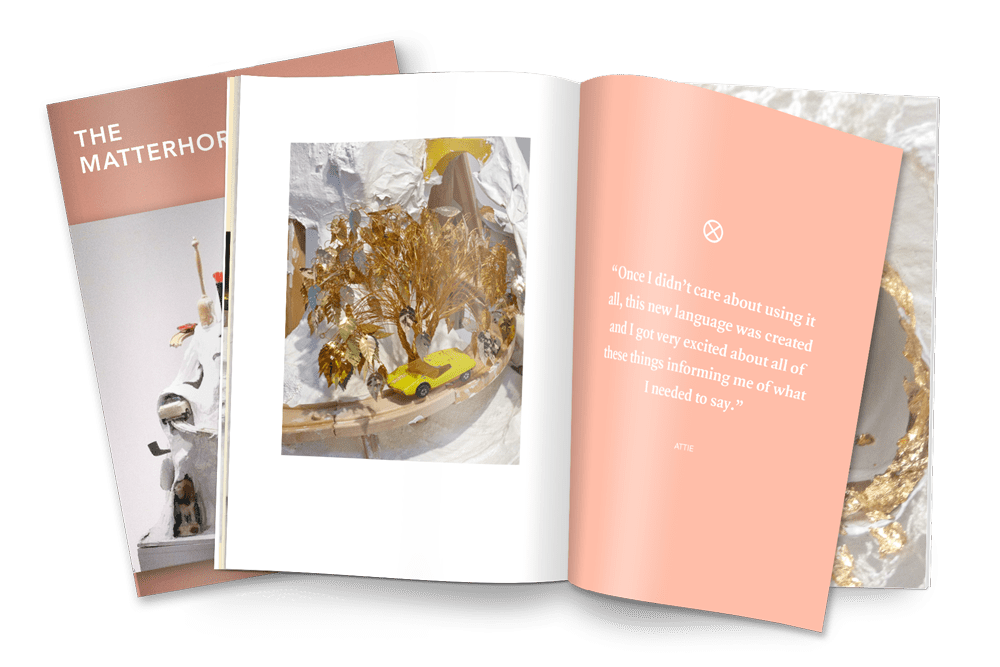 THE
MATTERHOR
“Once I didn’t care about using it
all, this new language was created
and I got very excited about all of
these things informing me of what
I needed to say.”
ATTIE